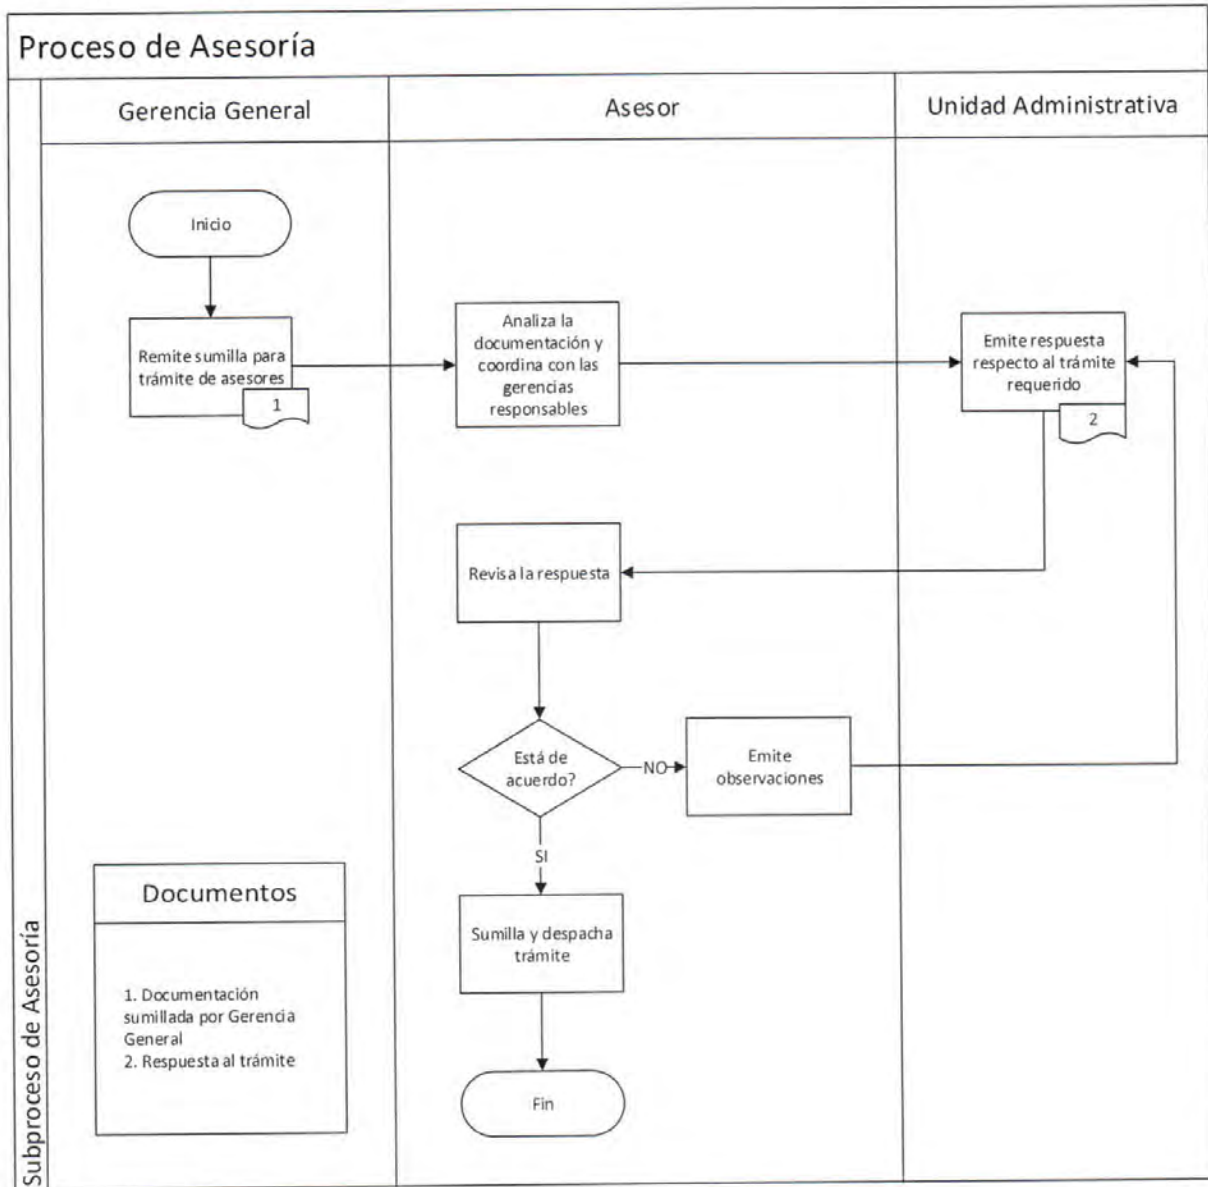 Proceso de Asesoría
Gerencia General
Asesor
Unidad Administrativa
Subproceso de Asesoría
Inicio
Remite sumilla para
trámite de asesores
1
Analiza la
documentación y
coordina con las
gerencias
responsables
Emite respuesta
respecto al trámite
requerido
2
Revisa la respuesta
Está de
acuerdo?
NO
Emite
observaciones
SI
Sumilla y despacha
trámite
Fin
Documentos
1. Documentación
sumillada por Gerencia
General
2. Respuesta al trámite